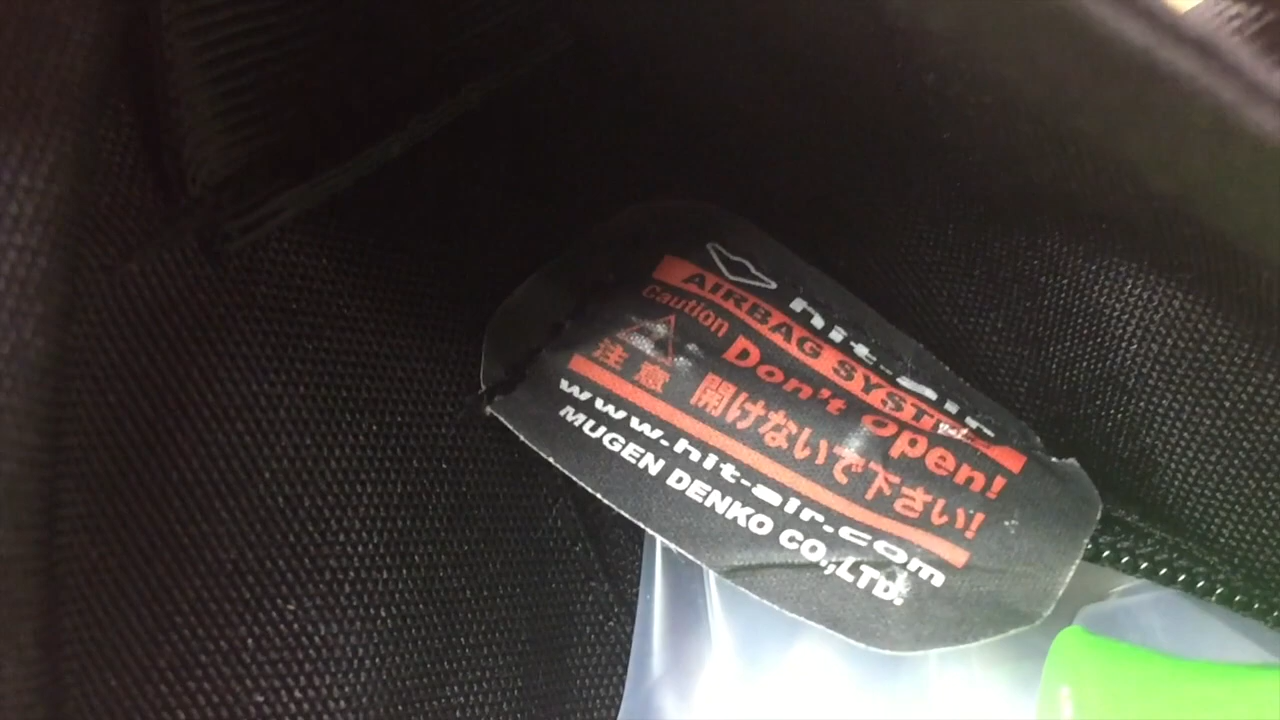 hit-air
AIRBAG SYSTEM
Caution
Don't open!
注意
開けないで下さい!
www.hit-air.com
MUGEN DENKO CO.,LTD.